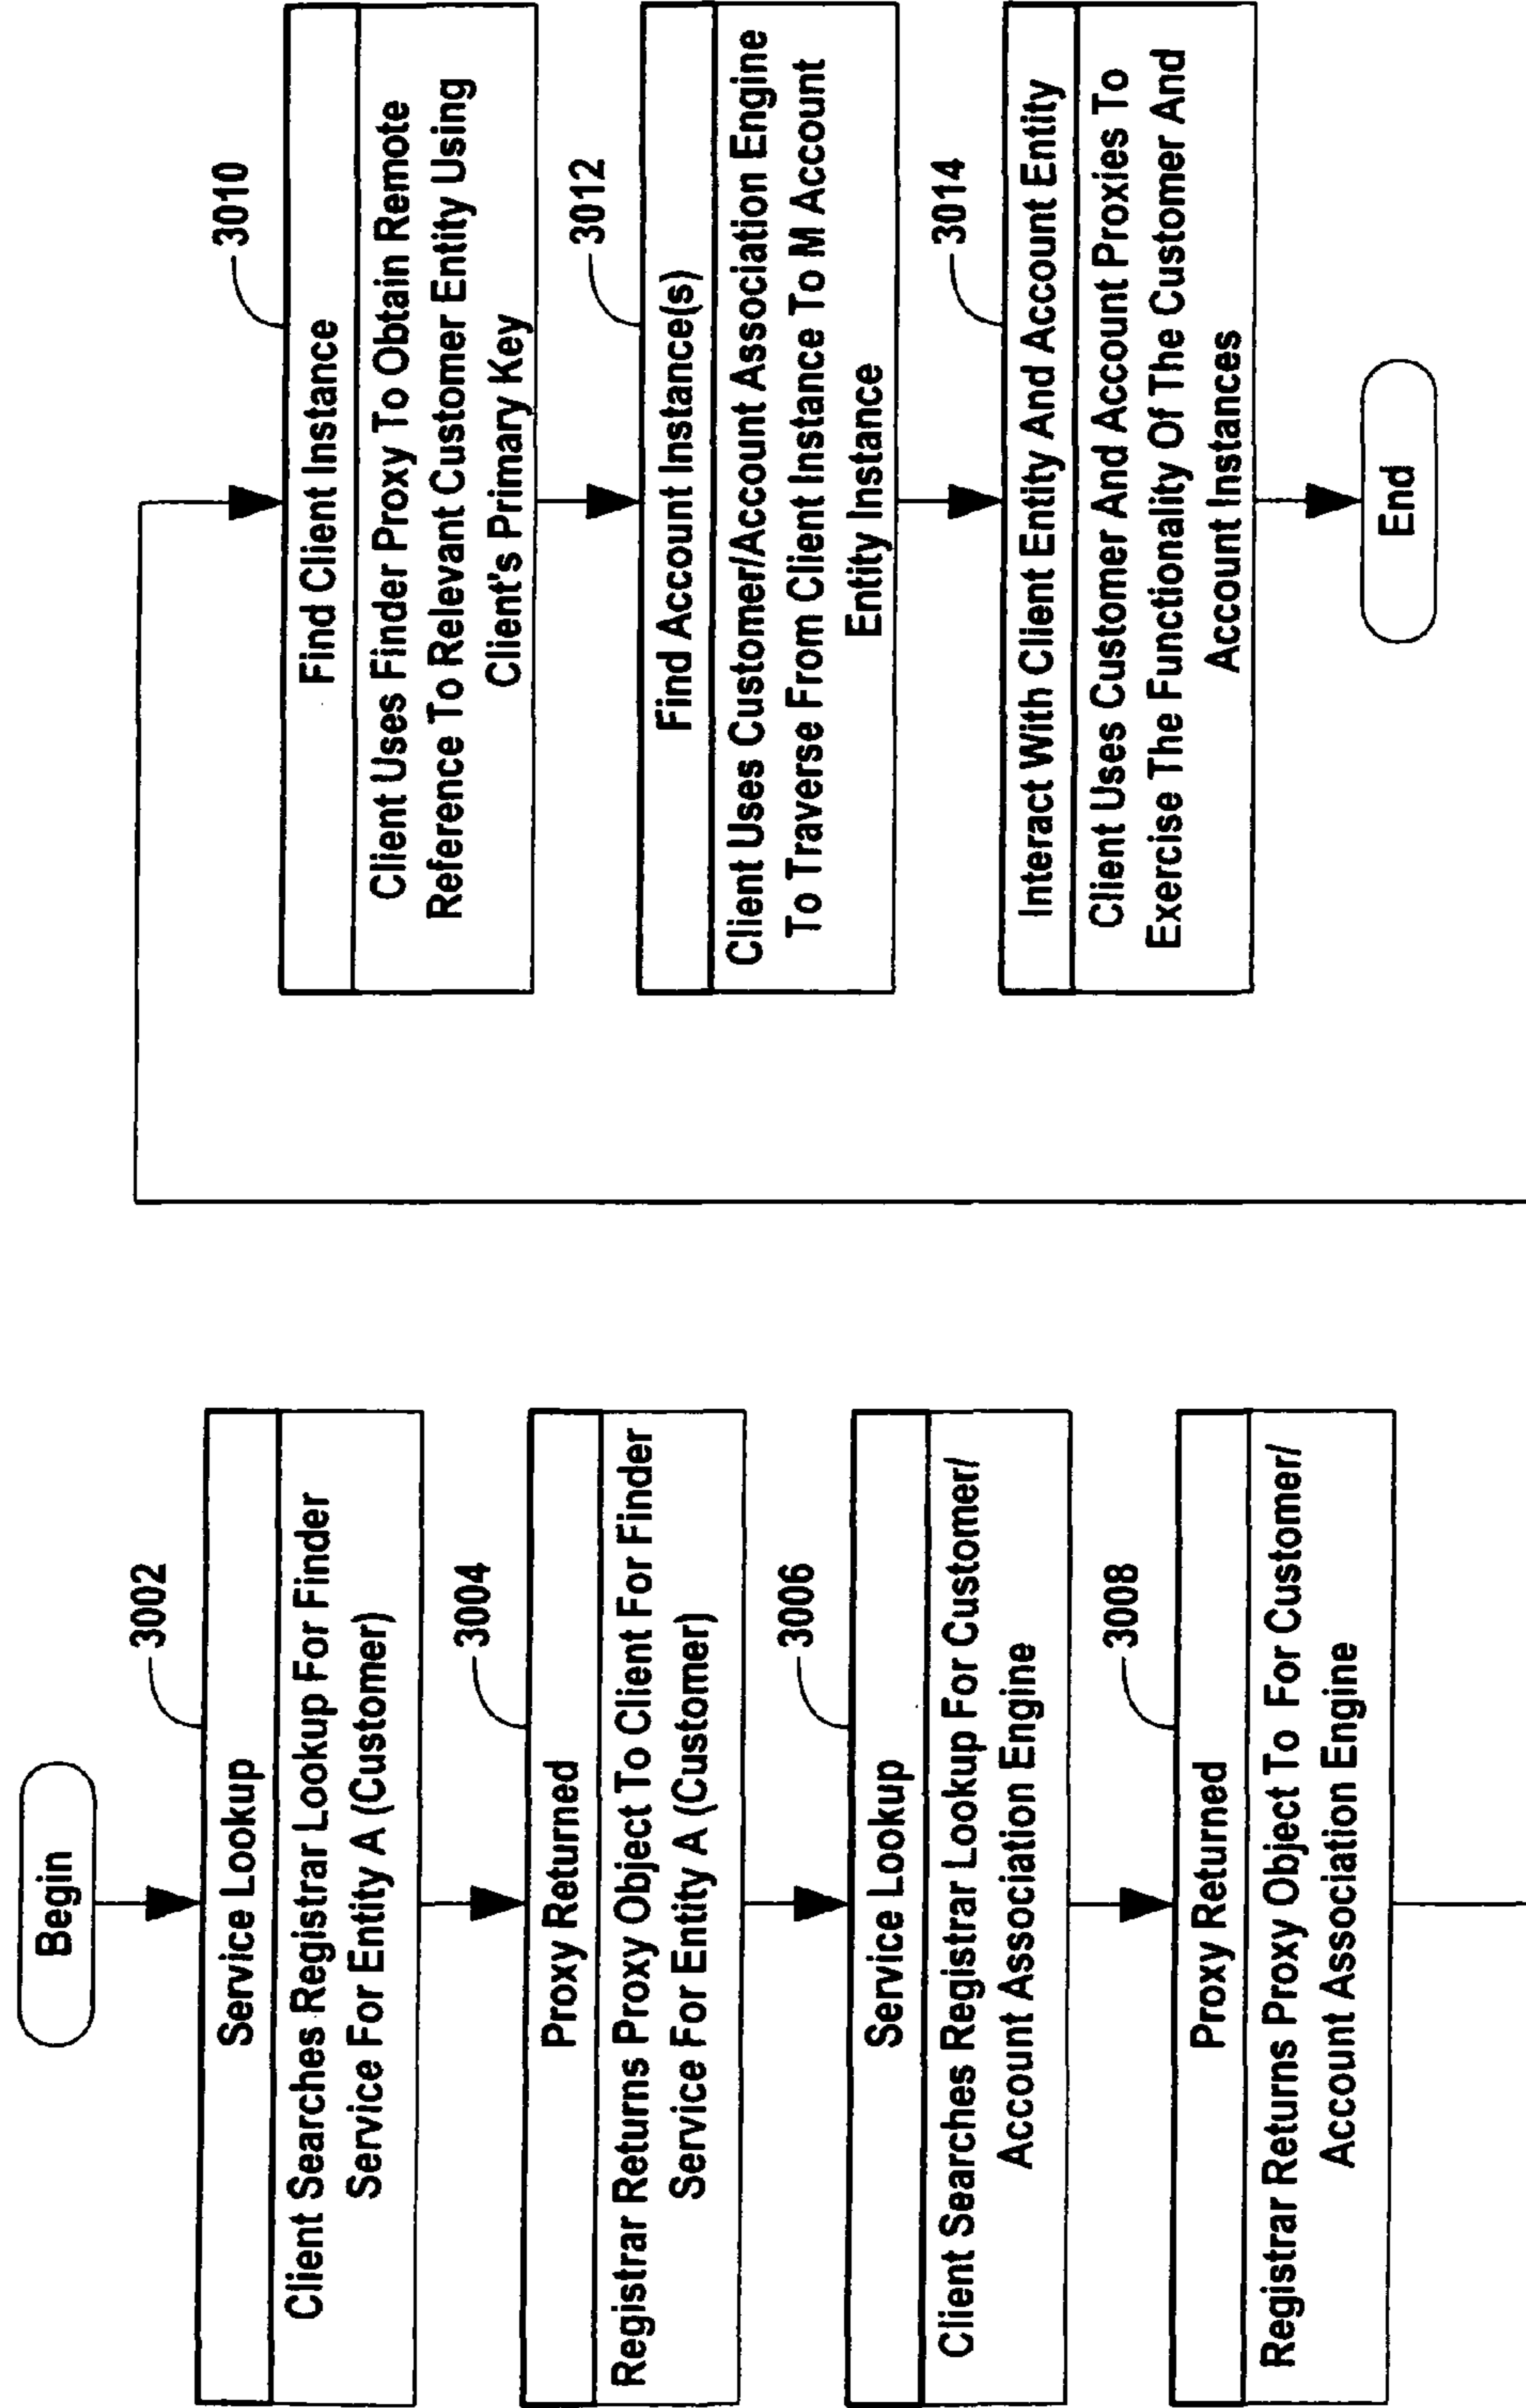 Begin
3002
Service Lookup
Client Searches Registrar Lookup For Finder
Service For Entity A (Customer)
3004
Proxy Returned
Registrar Returns Proxy Object To Client For Finder
Service For Entity A (Customer)
3006
Service Lookup
Client Searches Registrar Lookup For Customer/
Account Association Engine
3008
Proxy Returned
Registrar Returns Proxy Object To For Customer/
Account Association Engine
3010
Find Client Instance
Client Uses Finder Proxy To Obtain Remote
Reference To Relevant Customer Entity Using
Client's Primary Key
3012
Find Account Instance(s)
Client Uses Customer/Account Association Engine
To Traverse From Client Instance To M Account
Entity Instance
3014
Interact With Client Entity And Account Entity
Client Uses Customer And Account Proxies To
Exercise The Functionality Of The Customer And
Account Instances
End